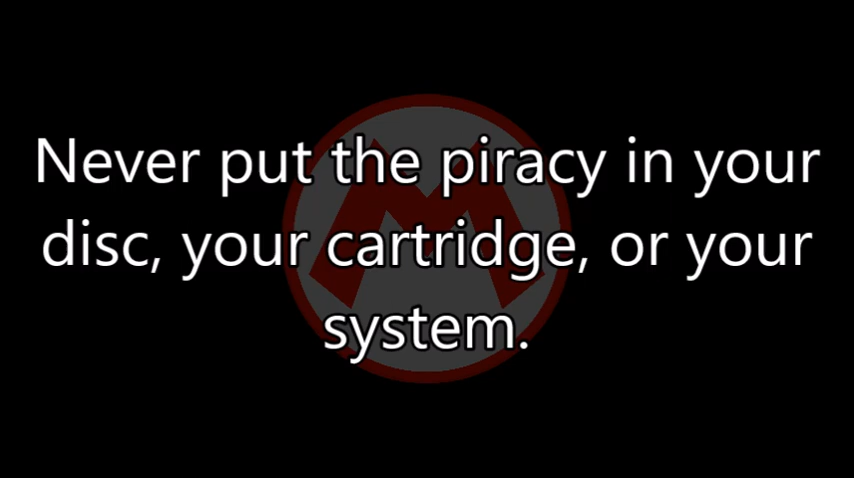 Never put the piracy in your
disc, your cartridge, or your
system.